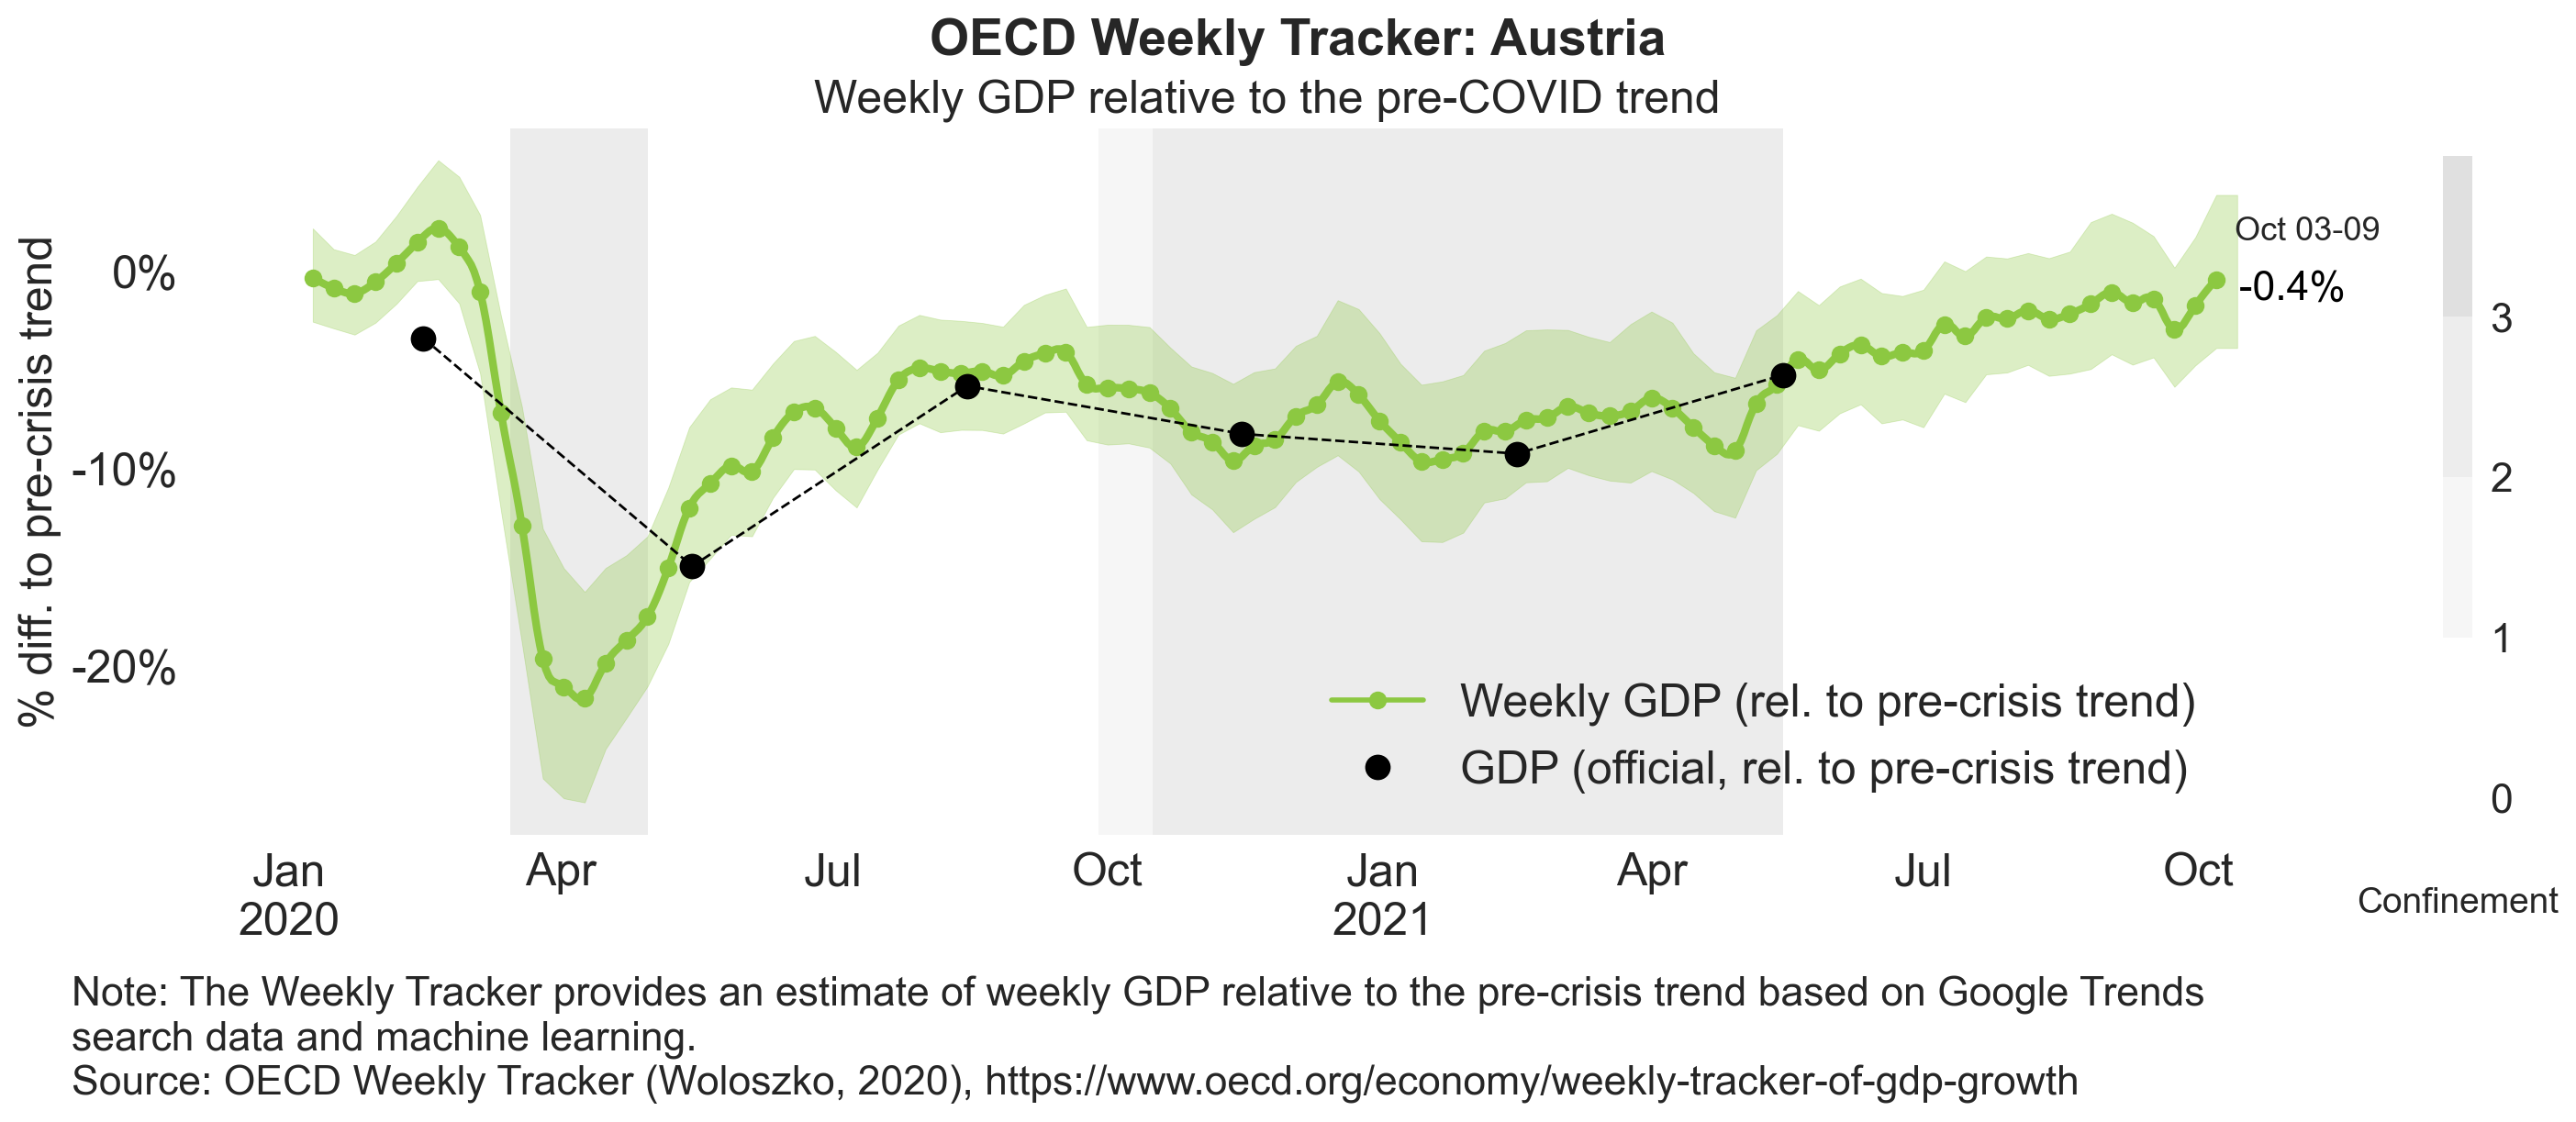 OECD Weekly Tracker: Austria
Weekly GDP relative to the pre-COVID trend
% diff. to pre-crisis trend
0%
-10%
-20%
Oct 03-09
-0.4%
3
2
1
0
Confinement
Weekly GDP (rel. to pre-crisis trend)
GDP (official, rel. to pre-crisis trend)
Jan Apr Jul Oct Jan Apr Jul Oct
2020 2021
Note: The Weekly Tracker provides an estimate of weekly GDP relative to the pre-crisis trend based on Google Trends
search data and machine learning.
Source: OECD Weekly Tracker (Woloszko, 2020), https://www.oecd.org/economy/weekly-tracker-of-gdp-growth